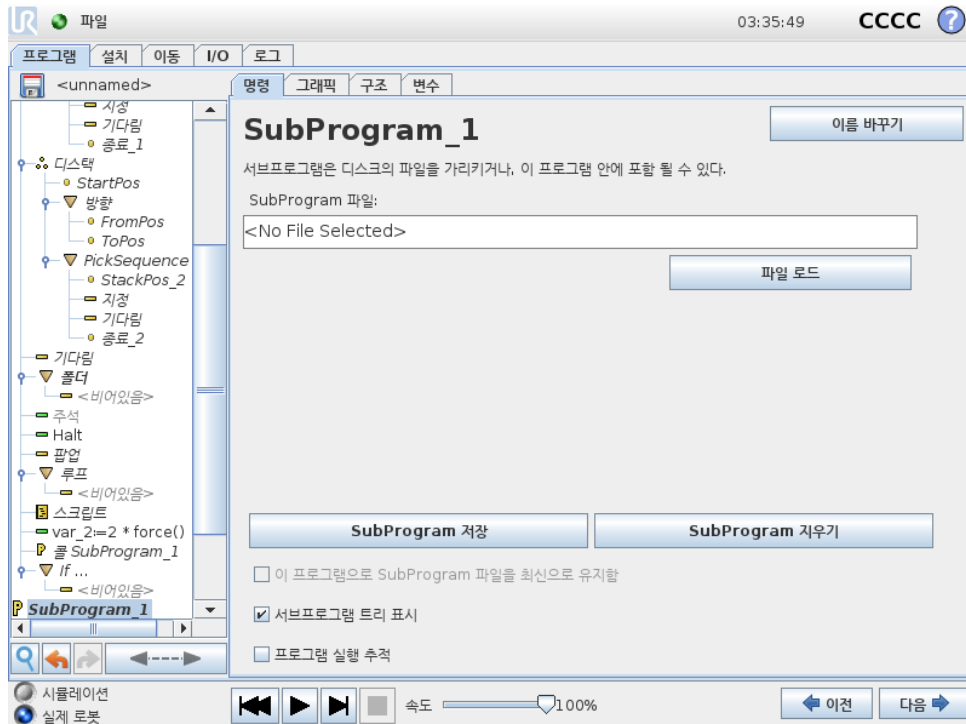 UR 파일 03:35:49 CCCC ?
프로그램 설치 이동 I/O 로그
<unnamed>
명령 그래픽 구조 변수
지정
기다림
종료_1
디스택
StartPos
방향
FromPos
ToPos
PickSequence
StackPos_2
지정
기다림
종료_2
기다림
폴더
<비어있음>
주석
Halt
팝업
루프
<비어있음>
스크립트
var_2≔2 * force()
콜 SubProgram_1
If ...
<비어있음>
SubProgram_1
SubProgram_1
이름 바꾸기
서브프로그램은 디스크의 파일을 가리키거나, 이 프로그램 안에 포함 될 수 있다.
SubProgram 파일:
<No File Selected>
파일 로드
SubProgram 저장 SubProgram 지우기
이 프로그램으로 SubProgram 파일을 최신으로 유지함
서브프로그램 트리 표시
프로그램 실행 추적
시뮬레이션
실제 로봇
속도 100%
이전 다음